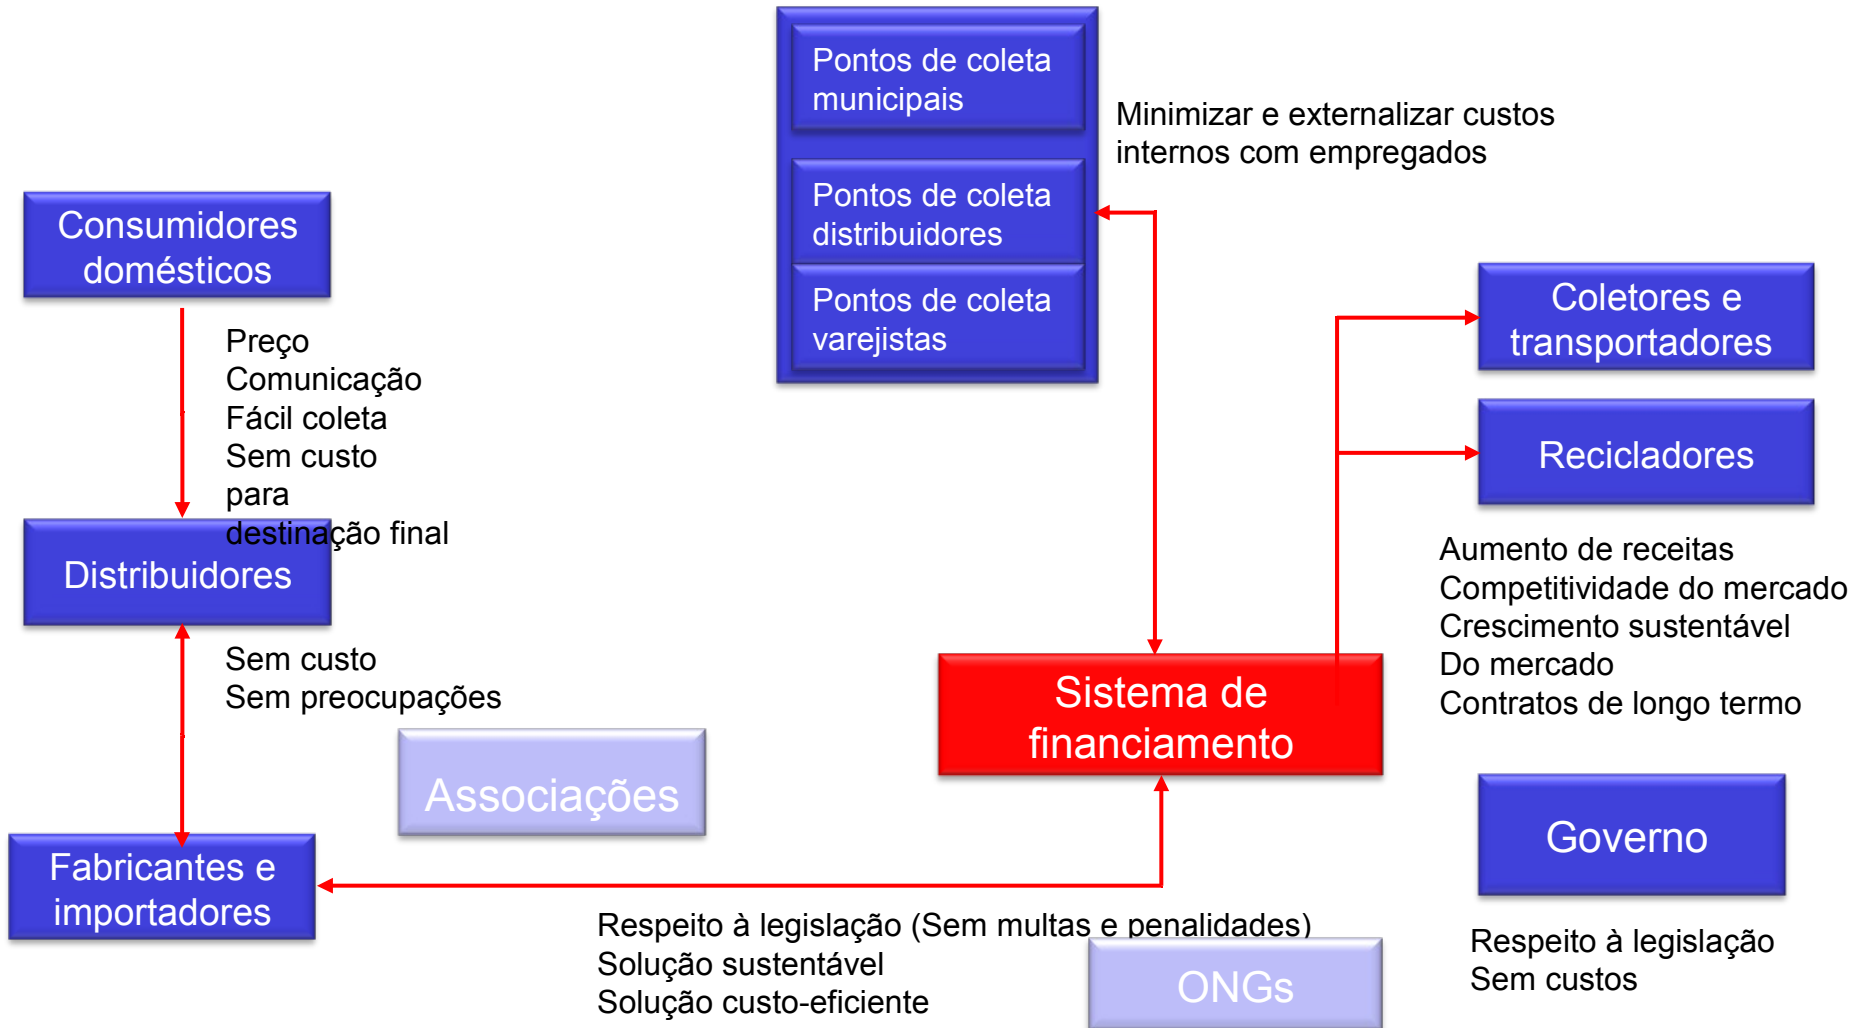 Pontos de coleta
municipais
Minimizar e externalizar custos
internos com empregados
Pontos de coleta
distribuidores
Pontos de coleta
varejistas
Consumidores
domésticos
Preço
Comunicação
Fácil coleta
Sem custo
para
destinação final
Distribuidores
Sem custo
Sem preocupações
Associações
Fabricantes e
importadores
Coletores e
transportadores
Recicladores
Aumento de receitas
Competitividade do mercado
Crescimento sustentável
Do mercado
Contratos de longo termo
Sistema de
financiamento
Governo
Respeito à legislação
Sem custos
Respeito à legislação (Sem multas e penalidades)
Solução sustentável
Solução custo-eficiente
ONGs